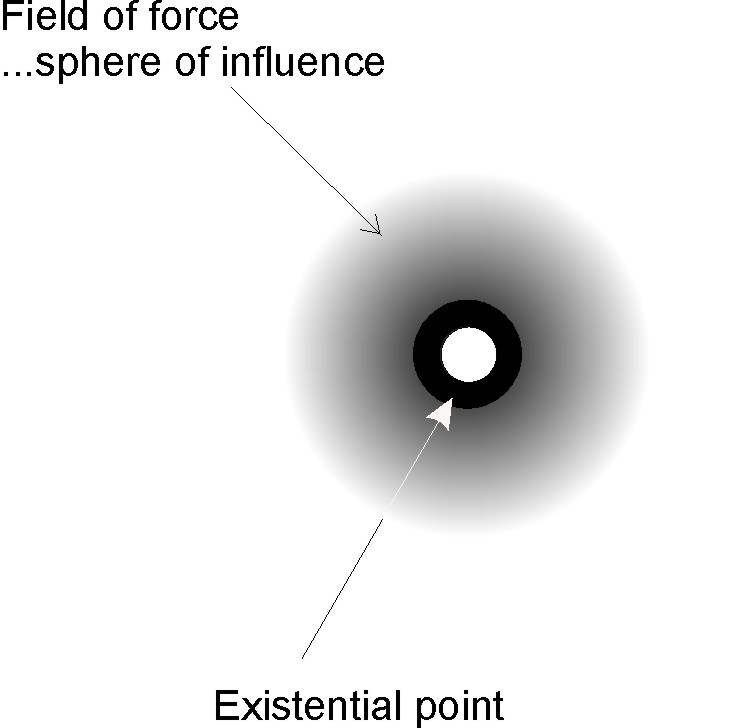 Field of force
...sphere of influence
Existential point